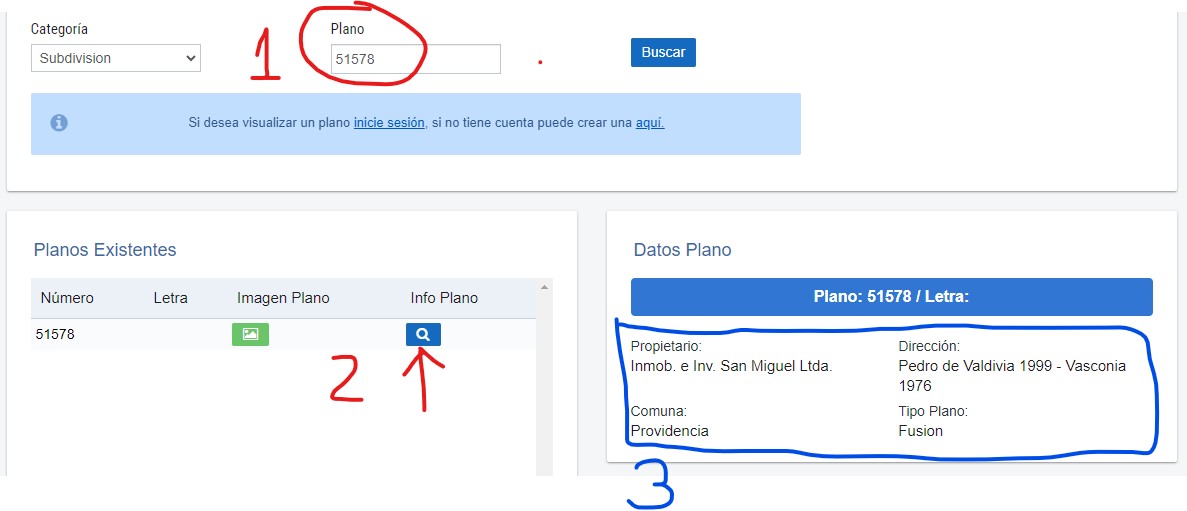 Categoría
Plano
Subdivision
1
51578
Buscar
Si desea visualizar un plano inicie sesión, si no tiene cuenta puede crear una aquí.
Planos Existentes
Número Letra Imagen Plano Info Plano
51578
2
Datos Plano
Plano: 51578 / Letra:
Propietario:
Inmob. e Inv. San Miguel Ltda.
Dirección:
Pedro de Valdivia 1999 - Vasconia
1976
Comuna:
Providencia
Tipo Plano:
Fusion
3